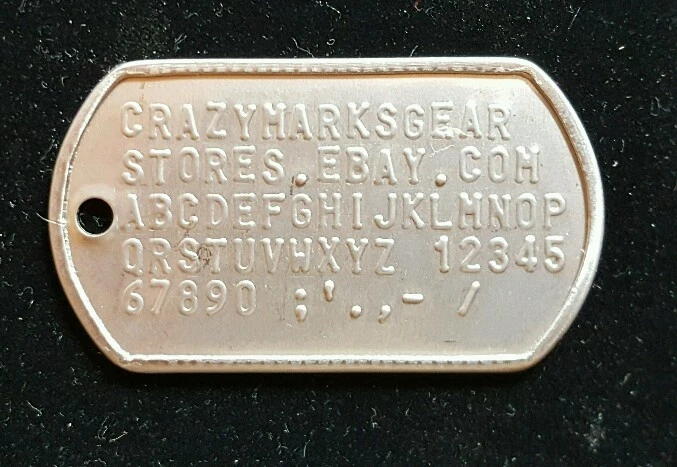 CRAZYMARKSGEAR
STORES.EBAY.COM
ABCDEFGHIJKLMNOP
QRSTUVWXYZ 12345
67890 ;'.,- /